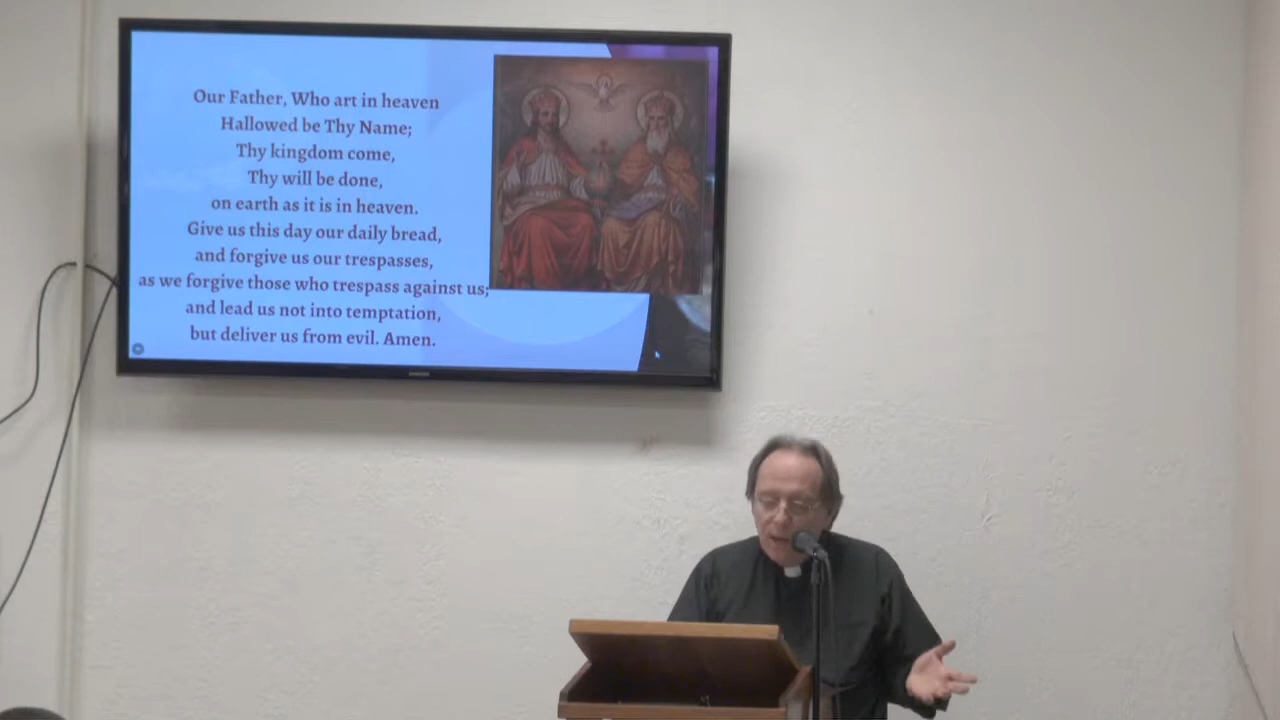 Our Father, Who art in heaven
Hallowed be Thy Name;
Thy kingdom come,
Thy will be done,
on earth as it is in heaven.
Give us this day our daily bread,
and forgive us our trespasses,
as we forgive those who trespass against us;
and lead us not into temptation,
but deliver us from evil. Amen.